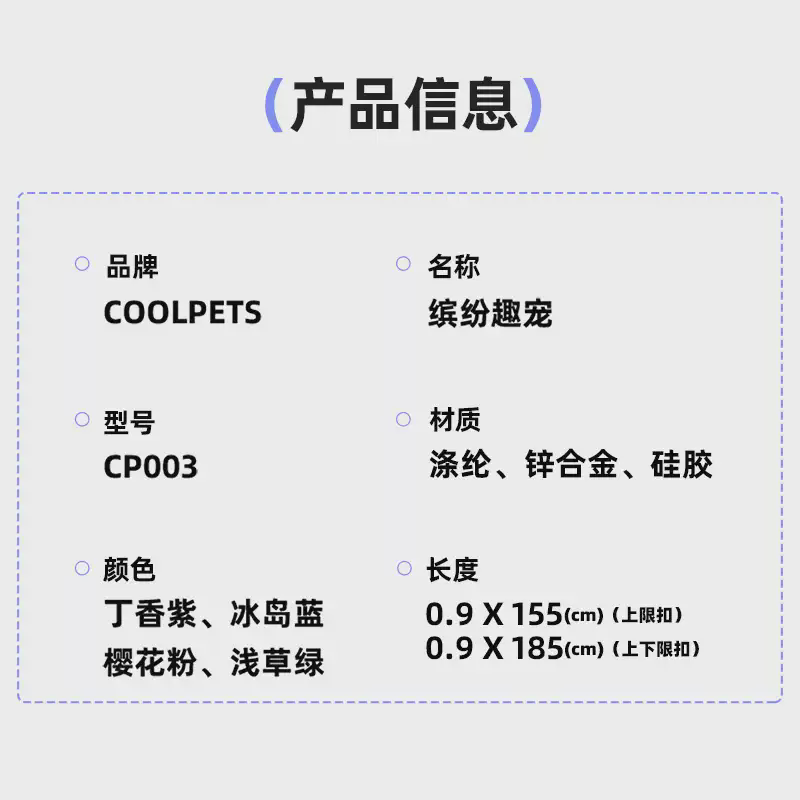 (产品信息)
品牌
COOLPETS
名称
缤纷趣宠
型号
CP003
材质
涤纶、锌合金、硅胶
颜色
丁香紫、冰岛蓝
樱花粉、浅草绿
长度
0.9 X 155(cm)（上限扣）
0.9 X 185(cm)（上下限扣）